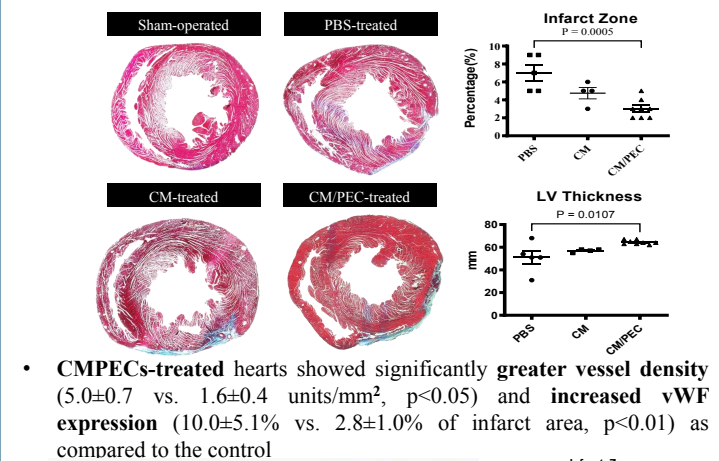 Sham-operated
PBS-treated
CM-treated
CM/PEC-treated
Infarct Zone
P = 0.0005
Percentage(%)
10
8
6
4
2
0
PBS
CM
CM/PEC
LV Thickness
P = 0.0107
mm
80
60
40
20
0
PBS
CM
CM/PEC
• CMPECs-treated hearts showed significantly greater vessel density
(5.0±0.7 vs. 1.6±0.4 units/mm², p<0.05) and increased vWF
expression (10.0±5.1% vs. 2.8±1.0% of infarct area, p<0.01) as
compared to the control